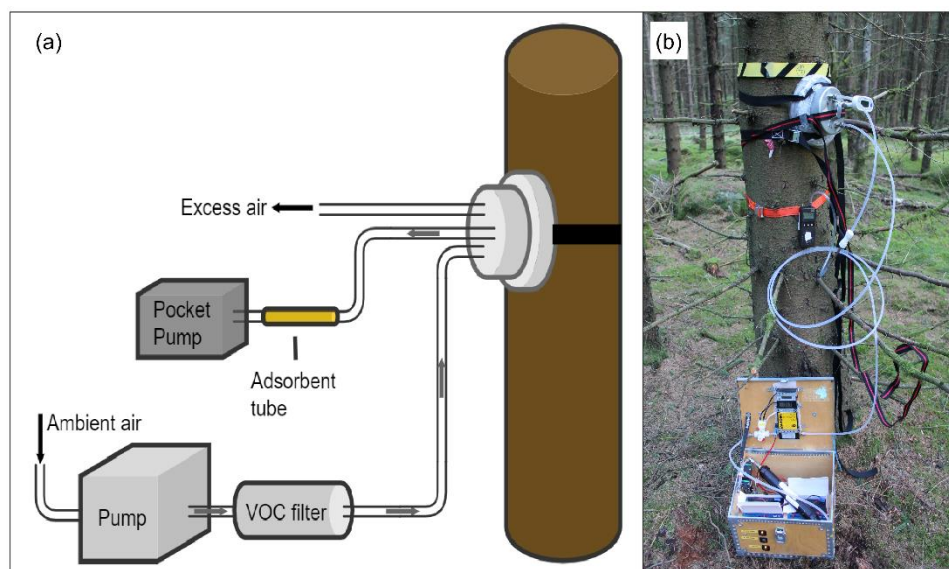 (a)
Excess air
Pocket
Pump
Adsorbent
tube
Ambient air
Pump
VOC filter
(b)